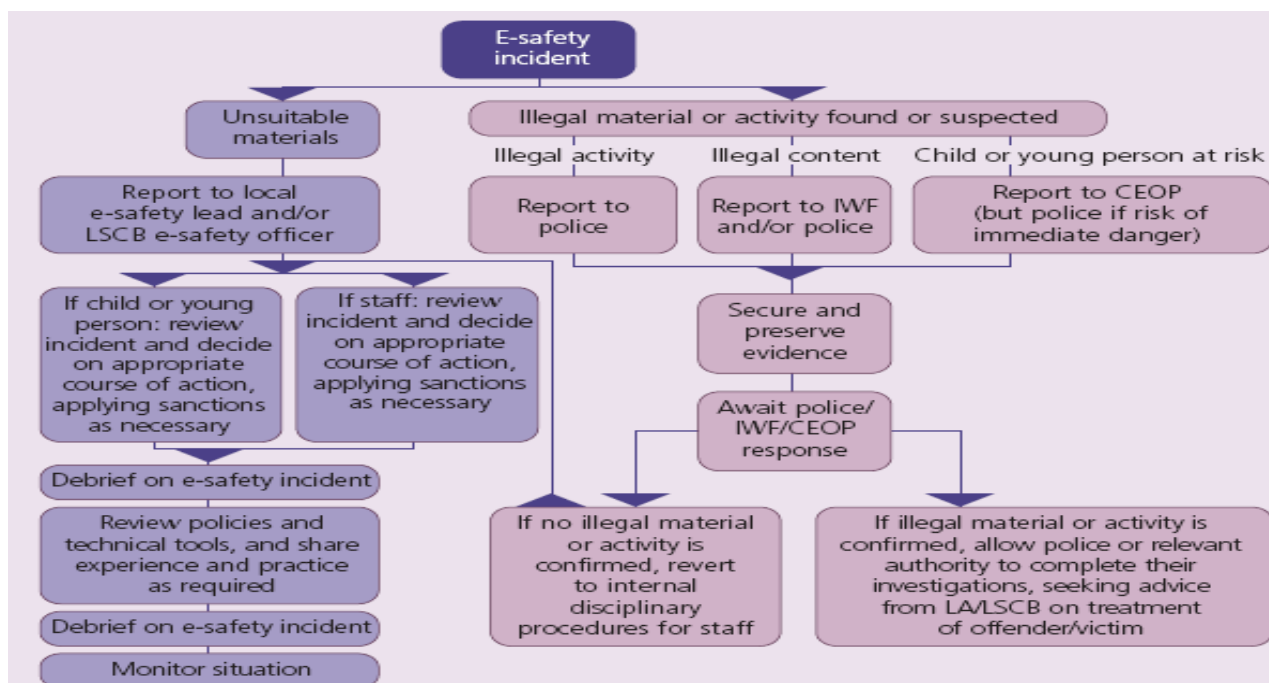 E-safety
incident
Unsuitable
materials
Illegal material or activity found or suspected
Illegal activity
Illegal content
Child or young person at risk
Report to local
e-safety lead and/or
LSCB e-safety officer
Report to
police
Report to IWF
and/or police
Report to CEOP
(but police if risk of
immediate danger)
If child or young
person: review
incident and decide
on appropriate
course of action,
applying sanctions
as necessary
If staff: review
incident and decide
on appropriate
course of action,
applying sanctions
as necessary
Secure and
preserve
evidence
Await police/
IWF/CEOP
response
Debrief on e-safety incident
Review policies and
technical tools, and share
experience and practice
as required
Debrief on e-safety incident
Monitor situation
If no illegal material
or activity is
confirmed, revert
to internal
disciplinary
procedures for staff
If illegal material or activity is
confirmed, allow police or relevant
authority to complete their
investigations, seeking advice
from LA/LSCB on treatment
of offender/victim